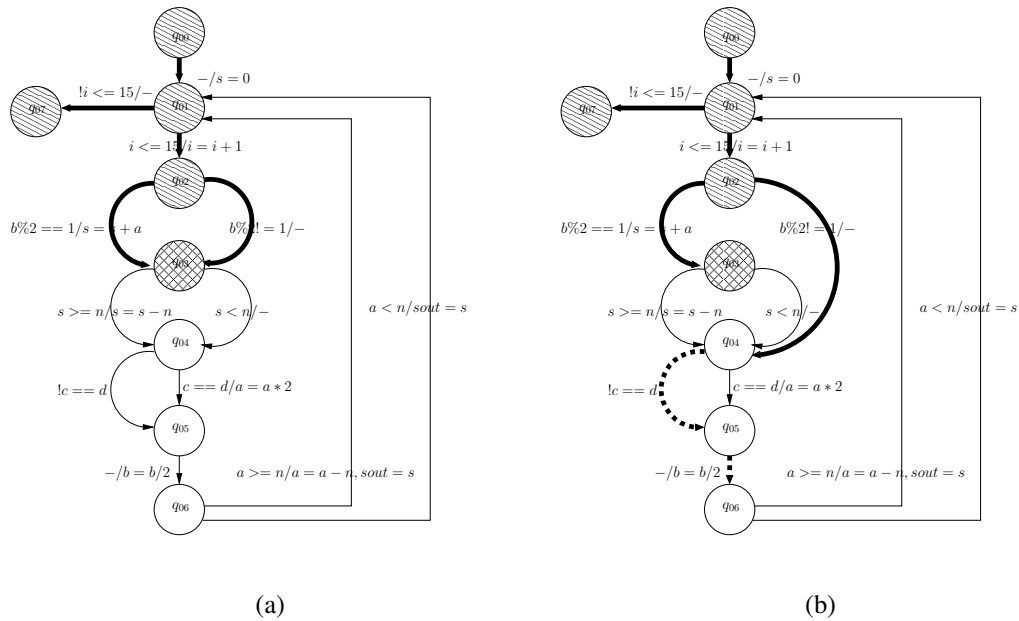 q00
−/s = 0
!i <= 15/−
q07
q01
i <= 15/i = i + 1
q02
b%2 == 1/s = s + a
b%2! = 1/−
q03
s >= n/s = s − n
s < n/−
a < n/sout = s
q04
!c == d
c == d/a = a ∗ 2
q05
−/b = b/2
a >= n/a = a − n, sout = s
q06
(a)
q00
−/s = 0
!i <= 15/−
q07
q01
i <= 15/i = i + 1
q02
b%2 == 1/s = s + a
b%2! = 1/−
q03
s >= n/s = s − n
s < n/−
a < n/sout = s
q04
!c == d
c == d/a = a ∗ 2
q05
−/b = b/2
a >= n/a = a − n, sout = s
q06
(b)